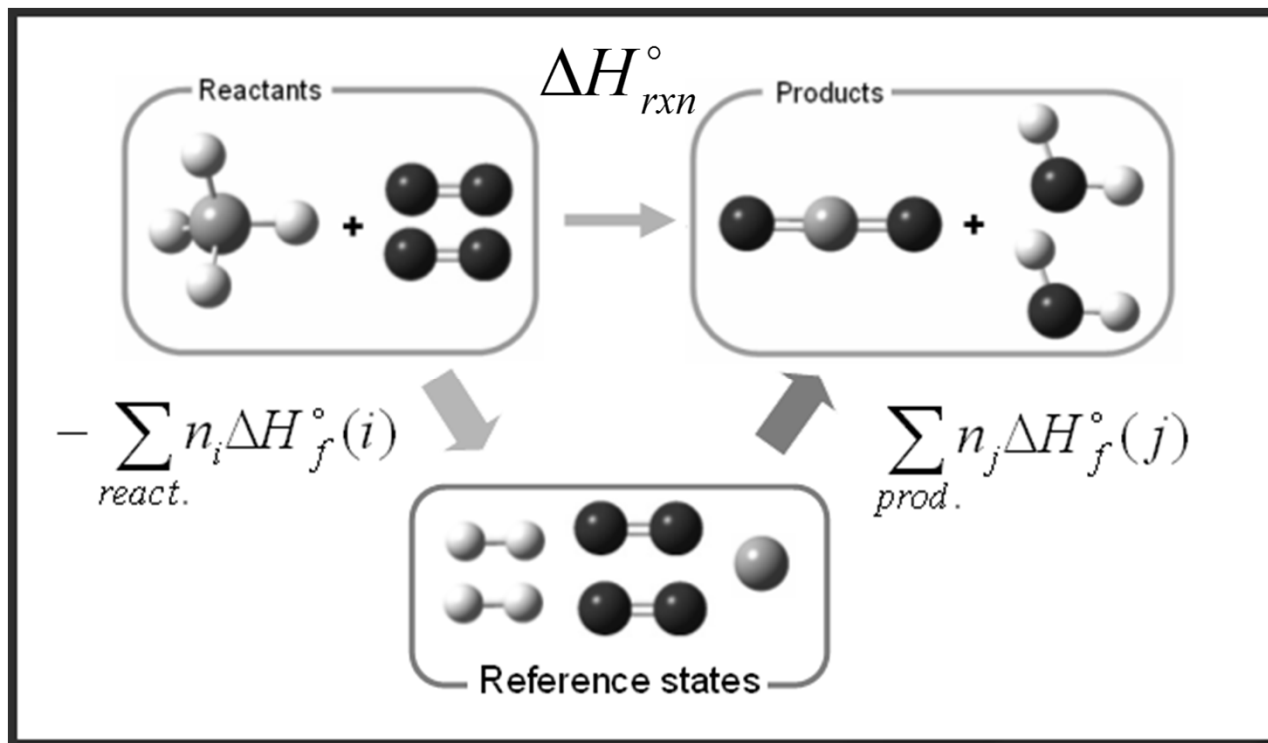 ΔH°rxn
Reactants
Products
+
+
− ∑ nᵢΔH°f(i)
react.
∑ nⱼΔH°f(j)
prod.
Reference states